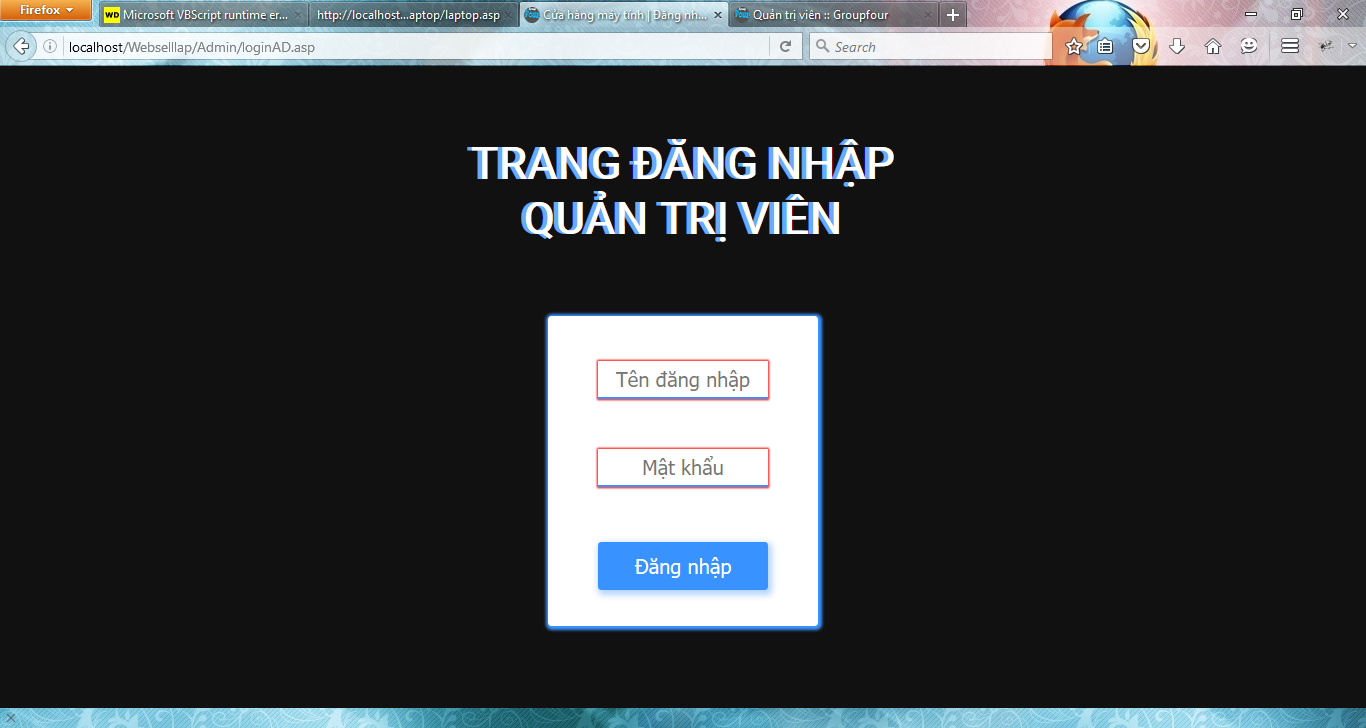 Firefox
WD Microsoft VBScript runtime er...
http://localhost...aptop/laptop.asp
Cửa hàng máy tính | Đăng nh...
Quản trị viên :: Groupfour
localhost/Webselllap/Admin/loginAD.asp
Search
TRANG ĐĂNG NHẬP
QUẢN TRỊ VIÊN
Tên đăng nhập
Mật khẩu
Đăng nhập